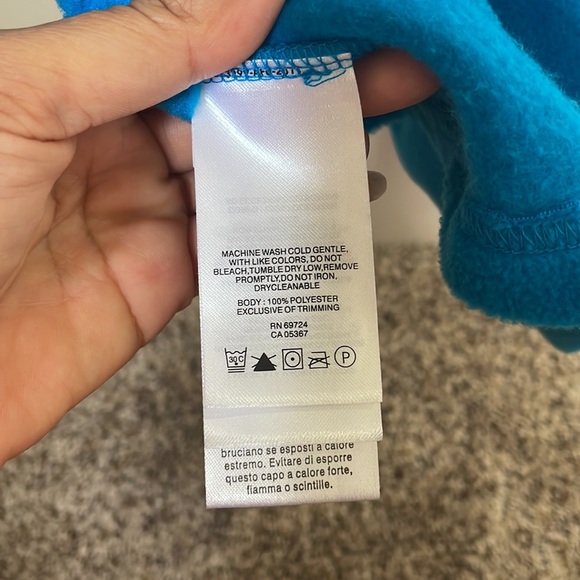 MACHINE WASH COLD GENTLE,
WITH LIKE COLORS, DO NOT
BLEACH,TUMBLE DRY LOW,REMOVE
PROMPTLY,DO NOT IRON,
DRYCLEANABLE
BODY : 100% POLYESTER
EXCLUSIVE OF TRIMMING
RN 69724
CA 05367
30C P
bruciano se esposti a calore
estremo. Evitare di esporre
questo capo a calore forte,
fiamma o scintille.